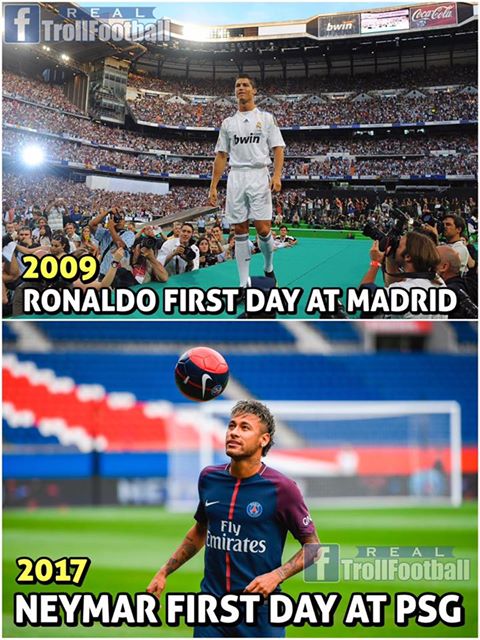 f REAL
TrollFootball
bwin
Coca-Cola
bwin
2009
RONALDO FIRST DAY AT MADRID
Fly
Emirates
f REAL
TrollFootball
2017
NEYMAR FIRST DAY AT PSG